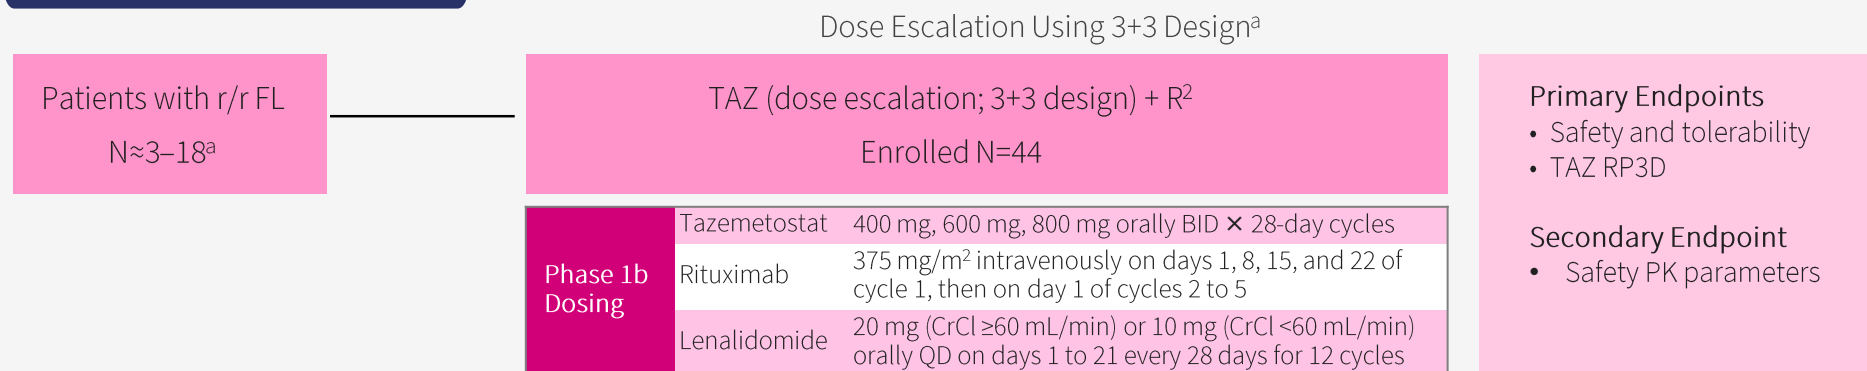 Dose Escalation Using 3+3 Designᵃ
Patients with r/r FL
N≈3–18ᵃ
TAZ (dose escalation; 3+3 design) + R²
Enrolled N=44
Phase 1b
Dosing
Tazemetostat
400 mg, 600 mg, 800 mg orally BID × 28-day cycles
Rituximab
375 mg/m² intravenously on days 1, 8, 15, and 22 of
cycle 1, then on day 1 of cycles 2 to 5
Lenalidomide
20 mg (CrCl ≥60 mL/min) or 10 mg (CrCl <60 mL/min)
orally QD on days 1 to 21 every 28 days for 12 cycles
Primary Endpoints
• Safety and tolerability
• TAZ RP3D
Secondary Endpoint
• Safety PK parameters